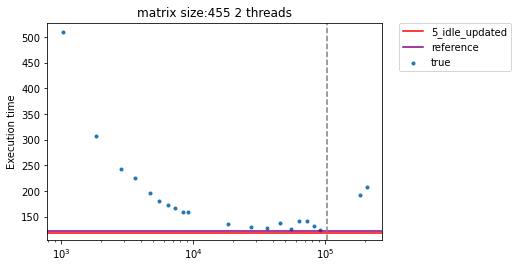 matrix size:455 2 threads
500
450
400
350
300
250
200
150
Execution time
10³
10⁴
10⁵
5_idle_updated
reference
true